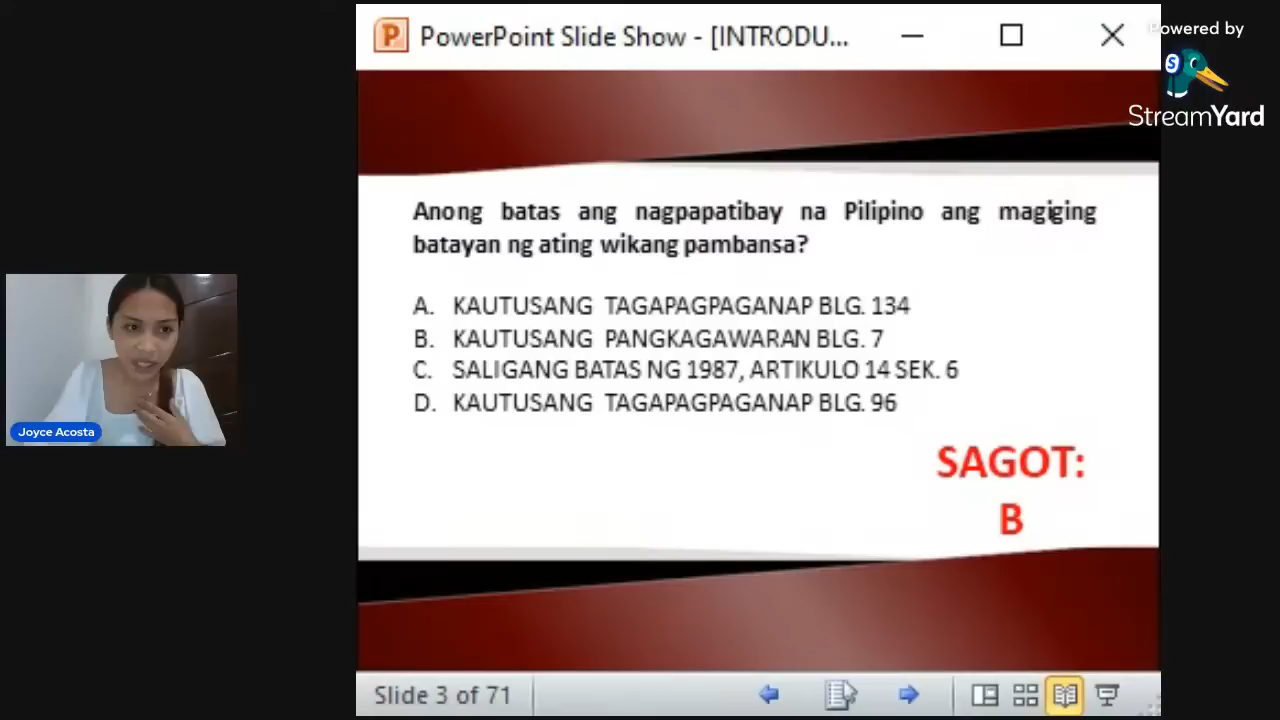 PowerPoint Slide Show - [INTRODU...
Powered by
StreamYard
Anong batas ang nagpapatibay na Pilipino ang magiging
batayan ng ating wikang pambansa?
A. KAUTUSANG TAGAPAGPAGANAP BLG. 134
B. KAUTUSANG PANGKAGAWARAN BLG. 7
C. SALIGANG BATAS NG 1987, ARTIKULO 14 SEK. 6
D. KAUTUSANG TAGAPAGPAGANAP BLG. 96
SAGOT:
B
Joyce Acosta
Slide 3 of 71